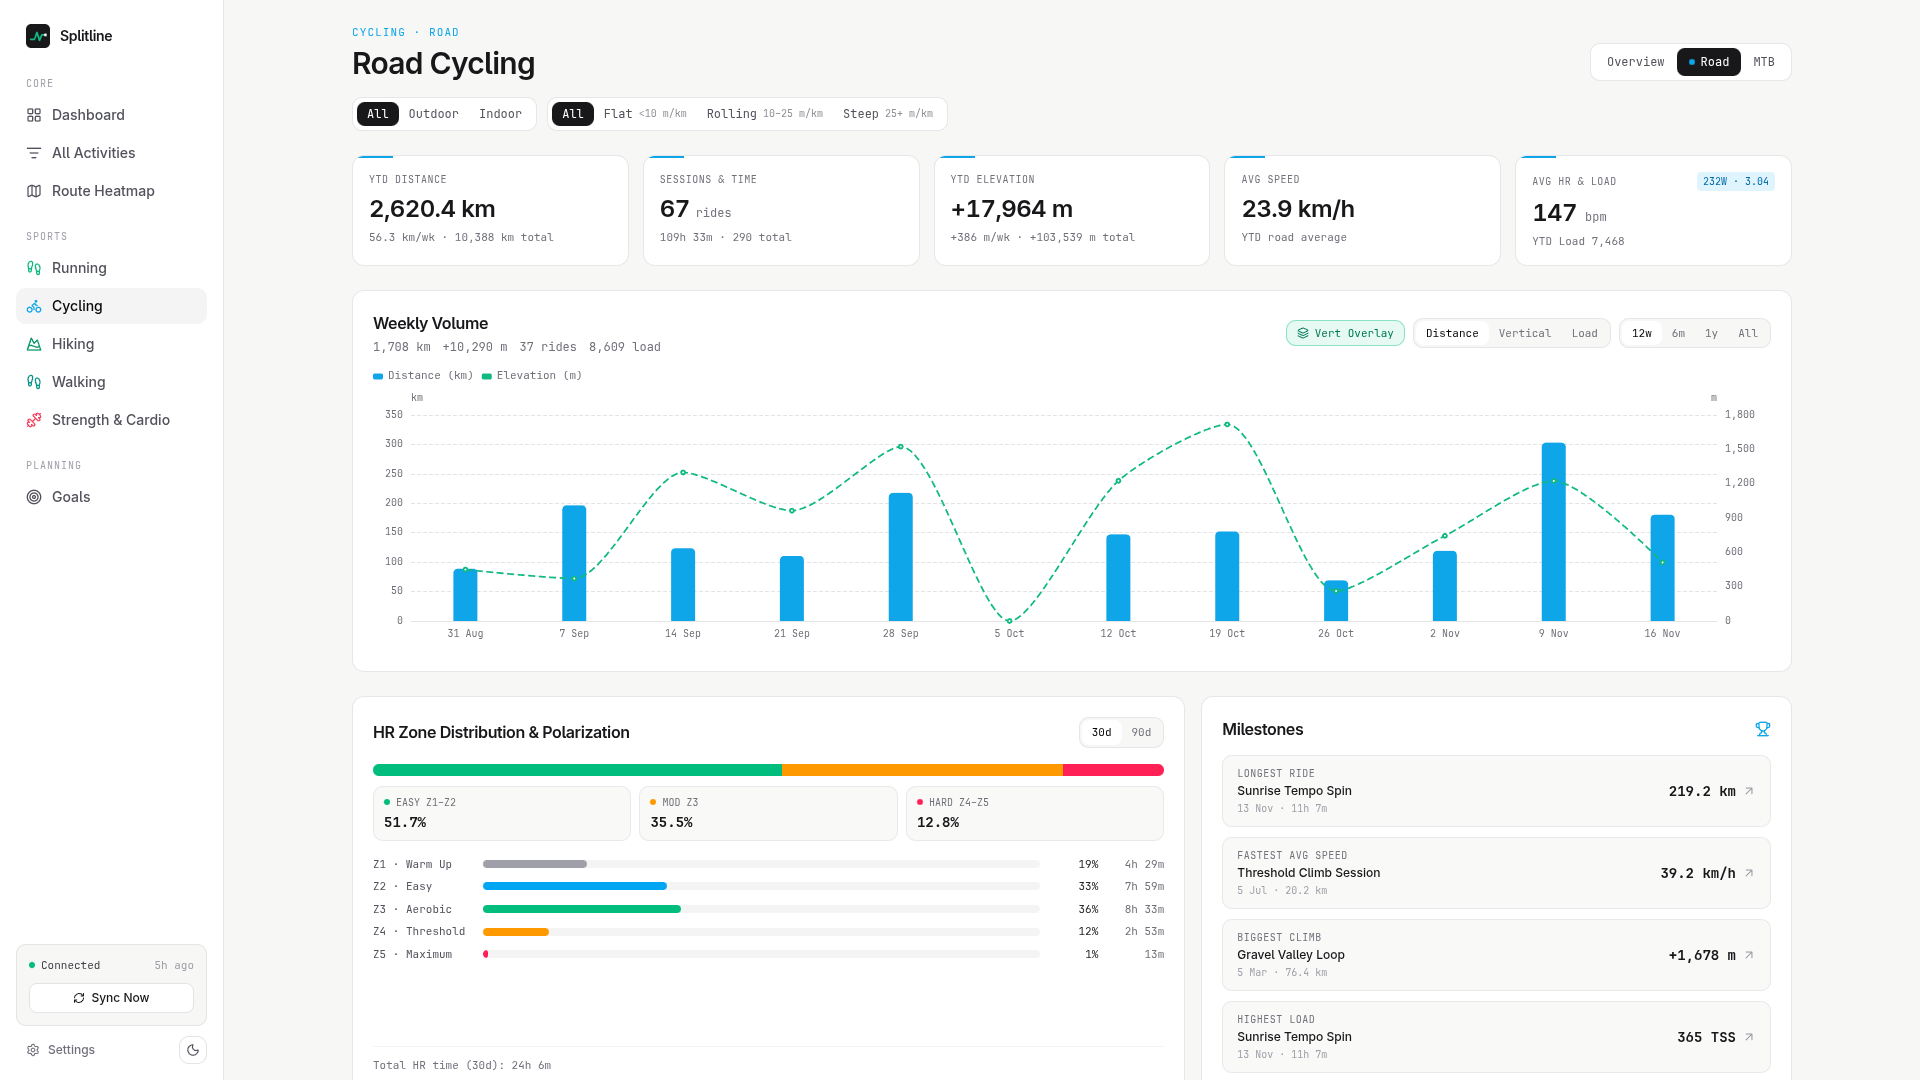 Splitline
CORE
Dashboard
All Activities
Route Heatmap
SPORTS
Running
Cycling
Hiking
Walking
Strength & Cardio
PLANNING
Goals
Connected 5h ago
Sync Now
Settings
CYCLING · ROAD
Road Cycling
Overview Road MTB
All Outdoor Indoor
All Flat <10 m/km Rolling 10–25 m/km Steep 25+ m/km
YTD DISTANCE
2,620.4 km
56.3 km/wk · 10,388 km total
SESSIONS & TIME
67 rides
109h 33m · 290 total
YTD ELEVATION
+17,964 m
+386 m/wk · +103,539 m total
AVG SPEED
23.9 km/h
YTD road average
AVG HR & LOAD 232W · 3.04
147 bpm
YTD Load 7,468
Weekly Volume
1,708 km +10,290 m 37 rides 8,609 load
Vert Overlay
Distance Vertical Load
12w 6m 1y All
Distance (km) Elevation (m)
km m
350 1,800
300 1,500
250 1,200
200 900
150 600
100 300
50
0 0
31 Aug 7 Sep 14 Sep 21 Sep 28 Sep 5 Oct 12 Oct 19 Oct 26 Oct 2 Nov 9 Nov 16 Nov
HR Zone Distribution & Polarization
30d 90d
EASY Z1–Z2
51.7%
MOD Z3
35.5%
HARD Z4–Z5
12.8%
Z1 · Warm Up 19% 4h 29m
Z2 · Easy 33% 7h 59m
Z3 · Aerobic 36% 8h 33m
Z4 · Threshold 12% 2h 53m
Z5 · Maximum 1% 13m
Total HR time (30d): 24h 6m
Milestones
LONGEST RIDE
Sunrise Tempo Spin
13 Nov · 11h 7m
219.2 km
FASTEST AVG SPEED
Threshold Climb Session
5 Jul · 20.2 km
39.2 km/h
BIGGEST CLIMB
Gravel Valley Loop
5 Mar · 76.4 km
+1,678 m
HIGHEST LOAD
Sunrise Tempo Spin
13 Nov · 11h 7m
365 TSS